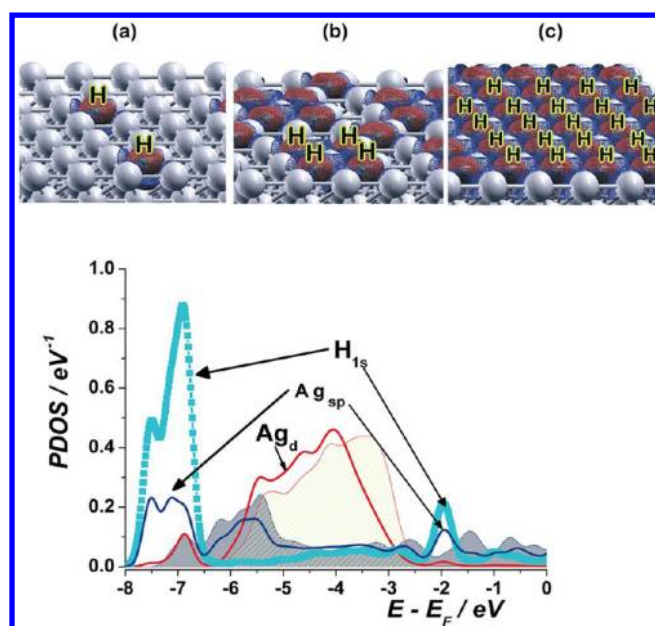 (a) (b) (c)
H H H H H H H
H H H H H
H H H H H H H
H H H H
PDOS / eV⁻¹
1.0
0.8
0.6
0.4
0.2
0.0
H1s
Agsp
Agd
-8 -7 -6 -5 -4 -3 -2 -1 0
E - EF / eV